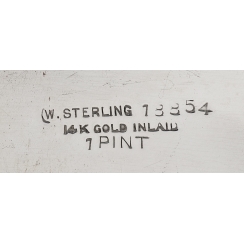 W. STERLING 13354
14K GOLD INLAID
1 PINT